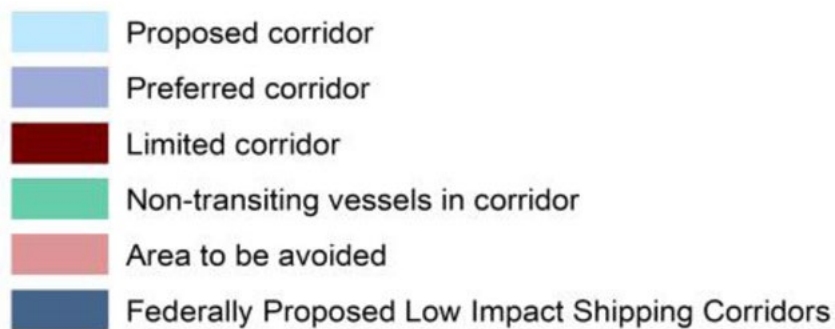 Proposed corridor
Preferred corridor
Limited corridor
Non-transiting vessels in corridor
Area to be avoided
Federally Proposed Low Impact Shipping Corridors